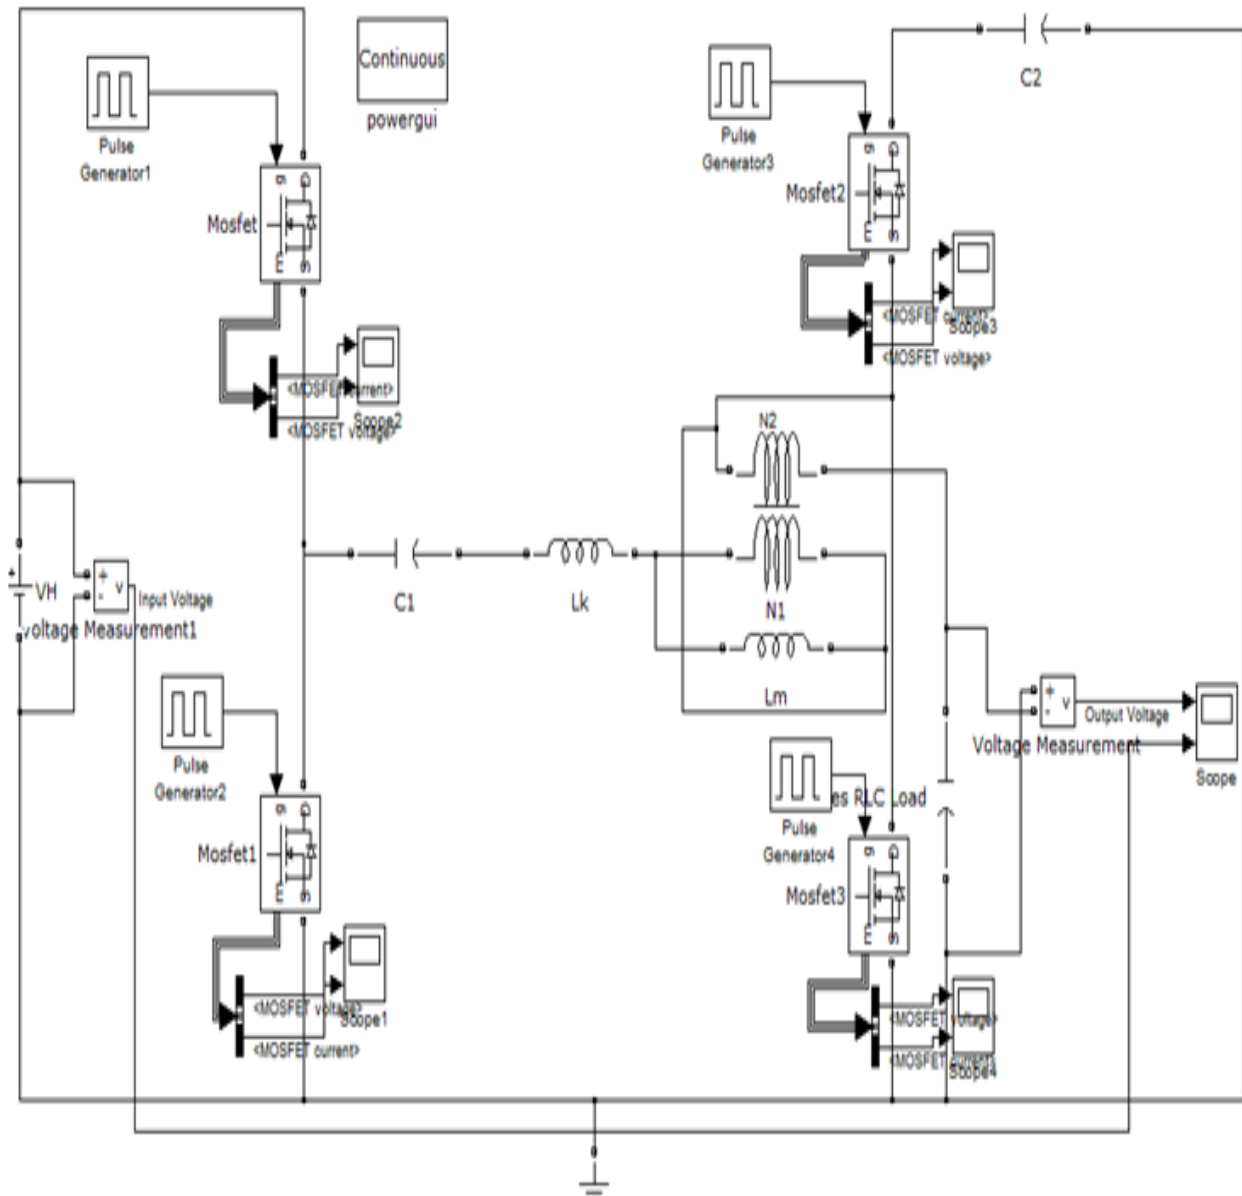 Continuous
powergui
C2
Pulse
Generator1
Pulse
Generator3
Mosfet
g
D
m
S
Mosfet2
g
D
m
S
<MOSFET current>
Scope3
<MOSFET voltage>
<MOSFET current>
Scope2
<MOSFET voltage>
N2
+
VH
+
-
v
Input Voltage
voltage Measurement1
C1
Lk
N1
Lm
Pulse
Generator2
+
-
v
Output Voltage
Voltage Measurement
Scope
es RLC Load
Pulse
Generator4
Mosfet1
g
D
m
S
Mosfet3
g
D
m
S
<MOSFET voltage>
Scope1
<MOSFET current>
<MOSFET voltage>
<MOSFET current>
Scope4